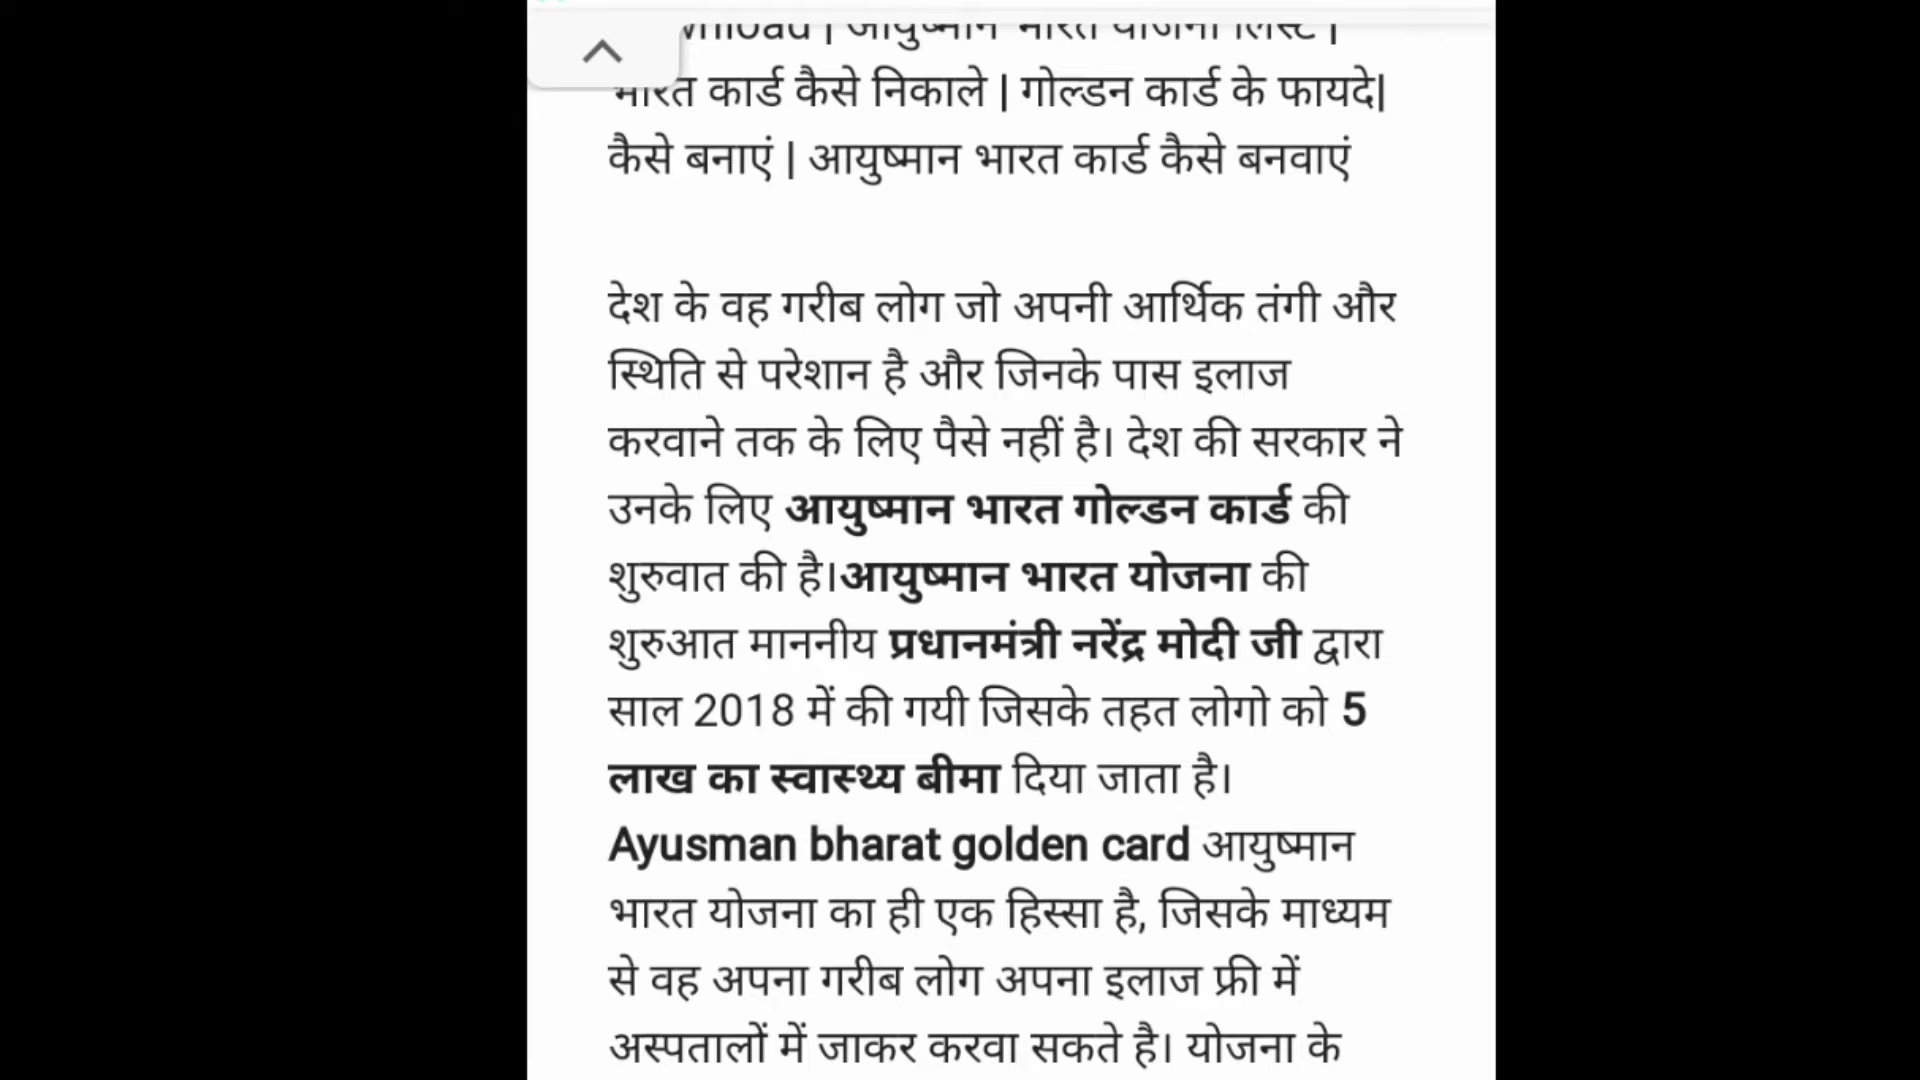 आयुष्मान भारत योजना लिस्ट |
भारत कार्ड कैसे निकाले | गोल्डन कार्ड के फायदे|
कैसे बनाएं | आयुष्मान भारत कार्ड कैसे बनवाएं
देश के वह गरीब लोग जो अपनी आर्थिक तंगी और
स्थिति से परेशान है और जिनके पास इलाज
करवाने तक के लिए पैसे नहीं है। देश की सरकार ने
उनके लिए आयुष्मान भारत गोल्डन कार्ड की
शुरुवात की है।आयुष्मान भारत योजना की
शुरुआत माननीय प्रधानमंत्री नरेंद्र मोदी जी द्वारा
साल 2018 में की गयी जिसके तहत लोगो को 5
लाख का स्वास्थ्य बीमा दिया जाता है।
Ayusman bharat golden card आयुष्मान
भारत योजना का ही एक हिस्सा है, जिसके माध्यम
से वह अपना गरीब लोग अपना इलाज फ्री में
अस्पतालों में जाकर करवा सकते है। योजना के